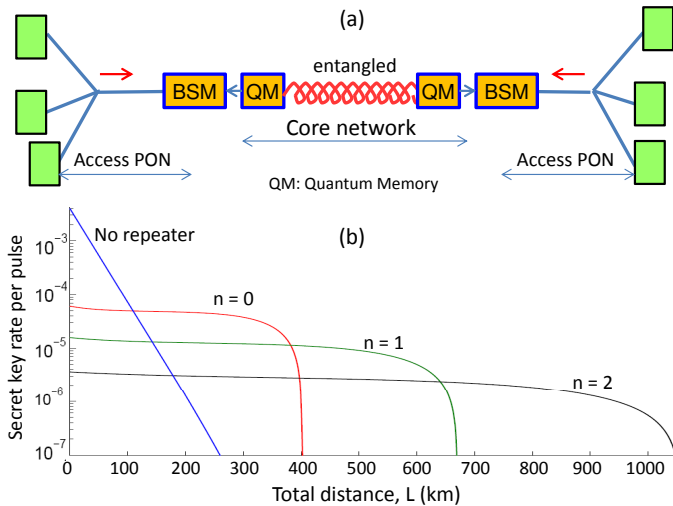 (a)
entangled
BSM QM QM BSM
Core network
Access PON Access PON
QM: Quantum Memory
(b)
No repeater
n = 0
n = 1
n = 2
10⁻³
10⁻⁴
10⁻⁵
10⁻⁶
10⁻⁷
Secret key rate per pulse
0 100 200 300 400 500 600 700 800 900 1000
Total distance, L (km)